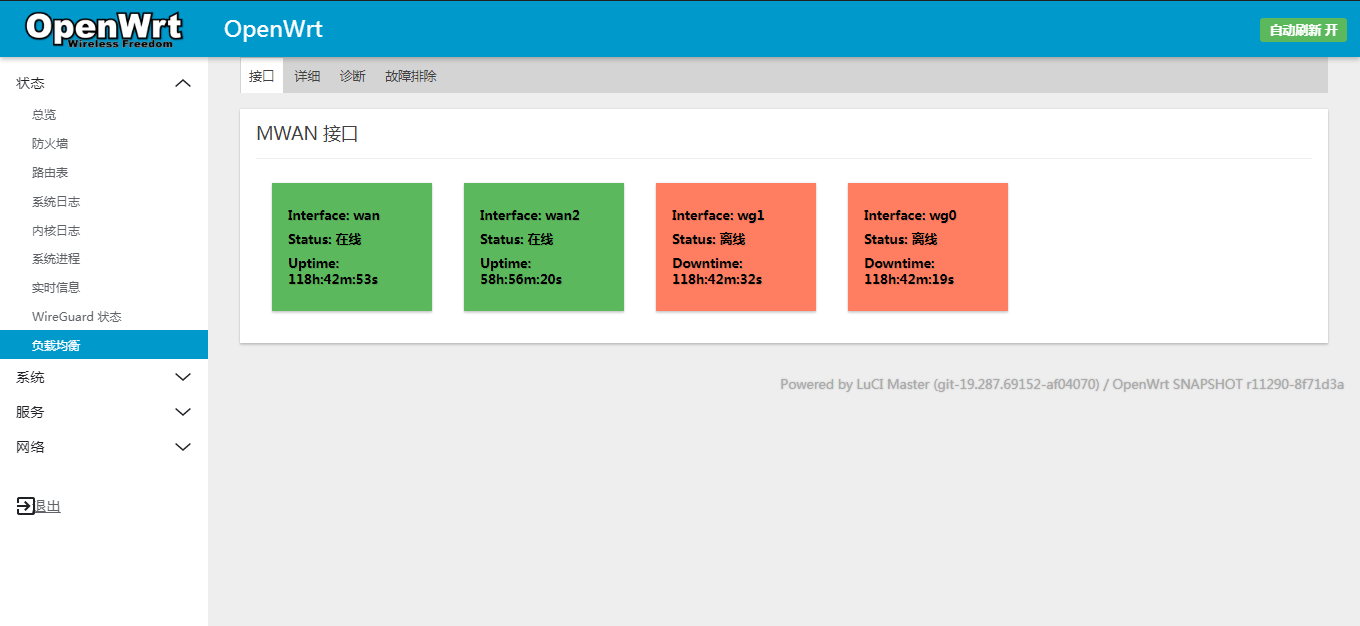 OpenWrt
Wireless Freedom
OpenWrt
自动刷新 开
状态
总览
防火墙
路由表
系统日志
内核日志
系统进程
实时信息
WireGuard 状态
负载均衡
系统
服务
网络
退出
接口 详细 诊断 故障排除
MWAN 接口
Interface: wan
Status: 在线
Uptime:
118h:42m:53s
Interface: wan2
Status: 在线
Uptime:
58h:56m:20s
Interface: wg1
Status: 离线
Downtime:
118h:42m:32s
Interface: wg0
Status: 离线
Downtime:
118h:42m:19s
Powered by LuCI Master (git-19.287.69152-af04070) / OpenWrt SNAPSHOT r11290-8f71d3a